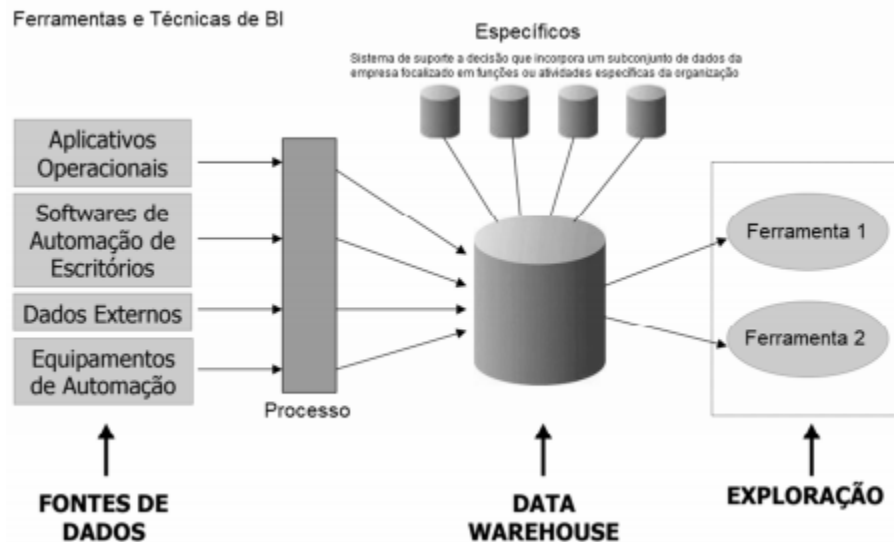 Ferramentas e Técnicas de BI
Específicos
Sistema de suporte a decisão que incorpora um subconjunto de dados da
empresa focalizado em funções ou atividades específicas da organização
Aplicativos
Operacionais
Softwares de
Automação de
Escritórios
Dados Externos
Equipamentos
de Automação
Processo
Ferramenta 1
Ferramenta 2
FONTES DE
DADOS
DATA
WAREHOUSE
EXPLORAÇÃO